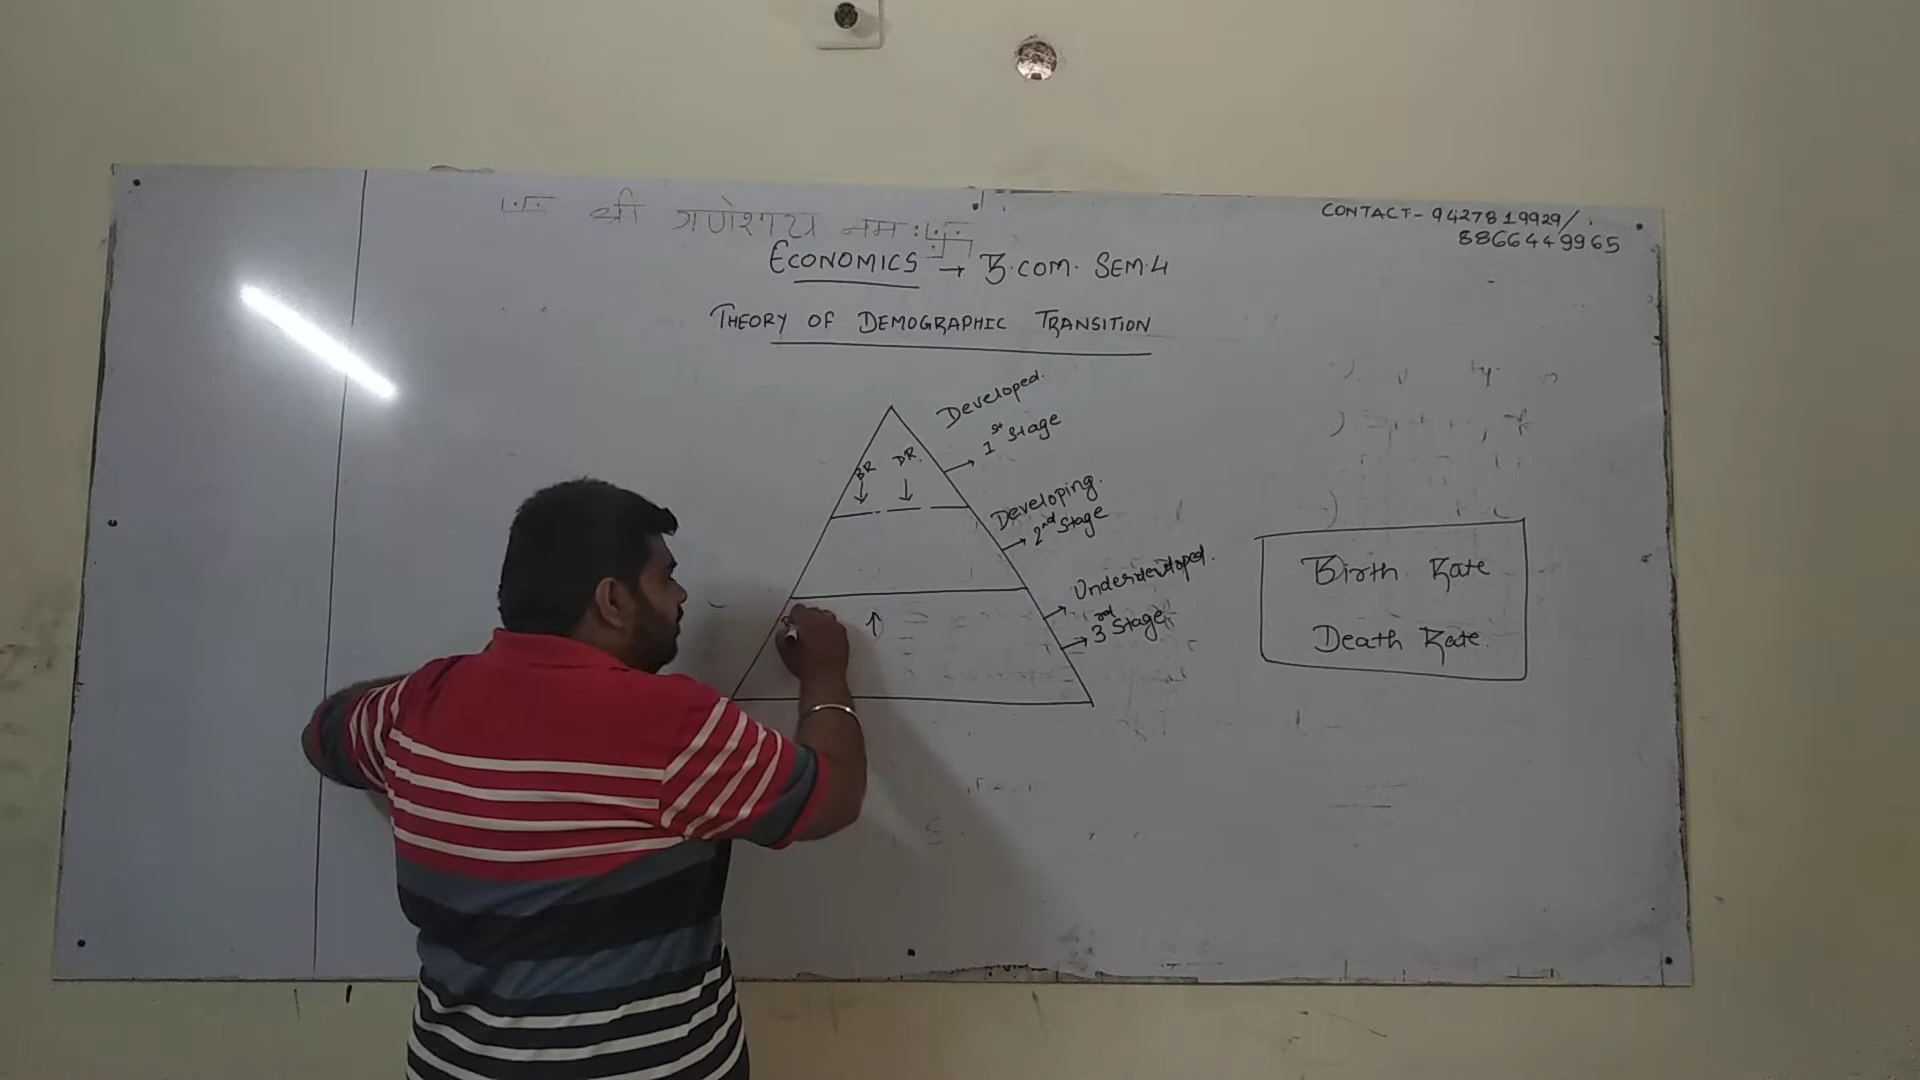 श्री गणेशाय नमः
CONTACT - 9427819929/
8866449965
ECONOMICS → B.COM. SEM.4
THEORY OF DEMOGRAPHIC TRANSITION
Developed.
1st Stage
BR DR.
↓ ↓
Developing.
2nd Stage
Underdeveloped.
3rd Stage
↑
Birth Rate
Death Rate.